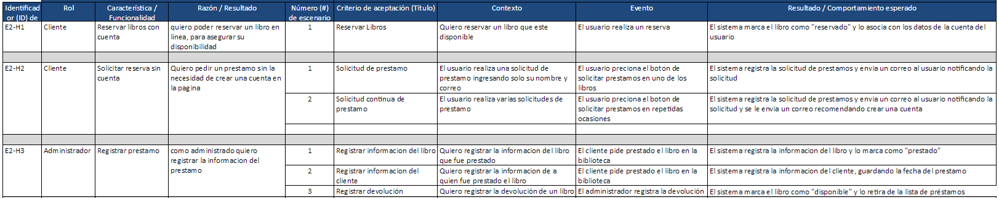 Identificad
or (ID) de
Rol
Característica /
Funcionalidad
Razón / Resultado
Número (#)
de escenario
Criterio de aceptación (Título)
Contexto
Evento
Resultado / Comportamiento esperado
E2-H1
Cliente
Reservar libros con
cuenta
quiero poder reservar un libro en
línea, para asegurar su
disponibilidad
1
Reservar Libros
Quiero reservar un libro que este
disponible
El usuario realiza un reserva
El sistema marca el libro como "reservado" y lo asocia con los datos de la cuenta del
usuario
E2-H2
Cliente
Solicitar reserva sin
cuenta
Quiero pedir un prestamo sin la
necesidad de crear una cuenta en
la pagina
1
Solicitud de prestamo
El usuario realiza una solicitud de
prestamo ingresando solo su nombre y
correo
El usuario preciona el boton de
solicitar prestamos en uno de los
libros
El sistema registra la solicitud de prestamos y envia un correo al usuario notificando la
solicitud
2
Solicitud continua de
prestamo
El usuario realiza varias solicitudes de
prestamo
El usuario preciona el boton de
solicitar prestamos en repetidas
ocasiones
El sistema registra la solicitud de prestamos y envia un correo al usuario notificando la
solicitud y se le envia un correo recomendando crear una cuenta
E2-H3
Administrador
Registrar prestamo
como administrado quiero
registrar la informacion del
prestamo
1
Registrar informacion del libro
Quiero registrar la informacion del libro
que fue prestado
El cliente pide prestado el libro en la
biblioteca
El sistema registra la informacion del libro y lo marca como "prestado"
2
Registrar informacion del
cliente
Quiero registrar la informacion de a
quien fue prestado el libro
El cliente pide prestado el libro en la
biblioteca
El sistema registra la informacion del cliente, guardando la fecha del prestamo
3
Registrar devolución
Quiero registrar la devolución de un libro
El administrador registra la devolución
El sistema marca el libro como "disponible" y lo retira de la lista de préstamos